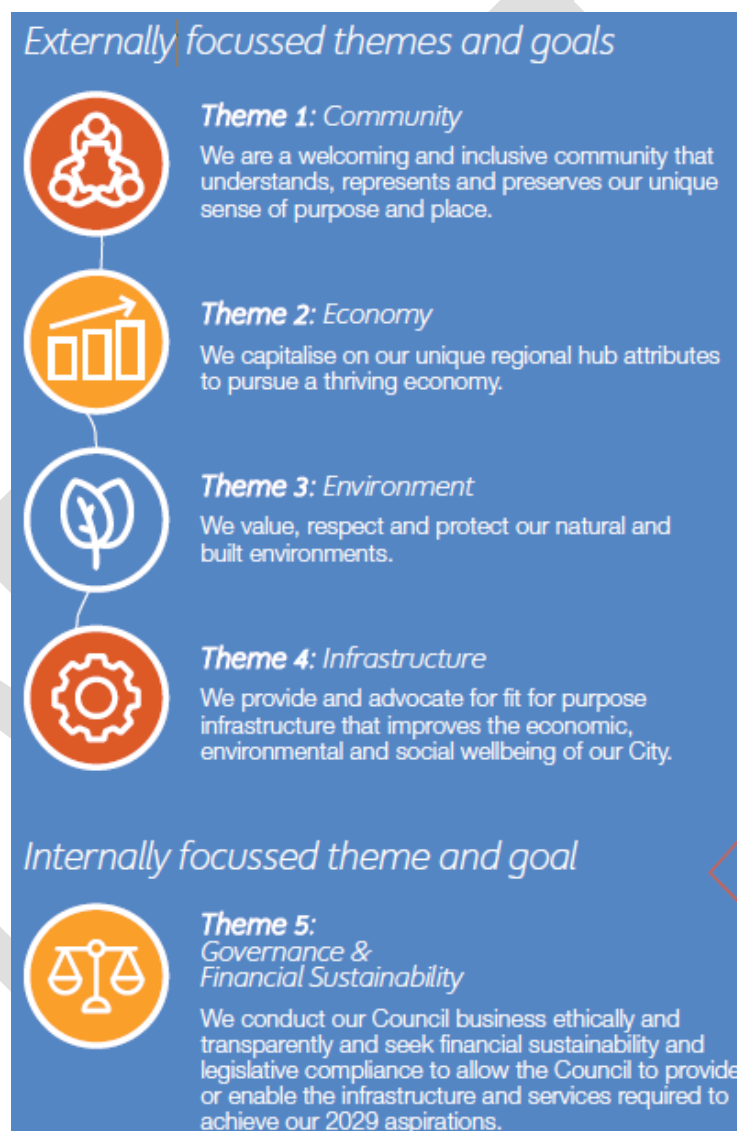 Externally focussed themes and goals
Theme 1: Community
We are a welcoming and inclusive community that
understands, represents and preserves our unique
sense of purpose and place.
Theme 2: Economy
We capitalise on our unique regional hub attributes
to pursue a thriving economy.
Theme 3: Environment
We value, respect and protect our natural and
built environments.
Theme 4: Infrastructure
We provide and advocate for fit for purpose
infrastructure that improves the economic,
environmental and social wellbeing of our City.
Internally focussed theme and goal
Theme 5:
Governance &
Financial Sustainability
We conduct our Council business ethically and
transparently and seek financial sustainability and
legislative compliance to allow the Council to provide
or enable the infrastructure and services required to
achieve our 2029 aspirations.